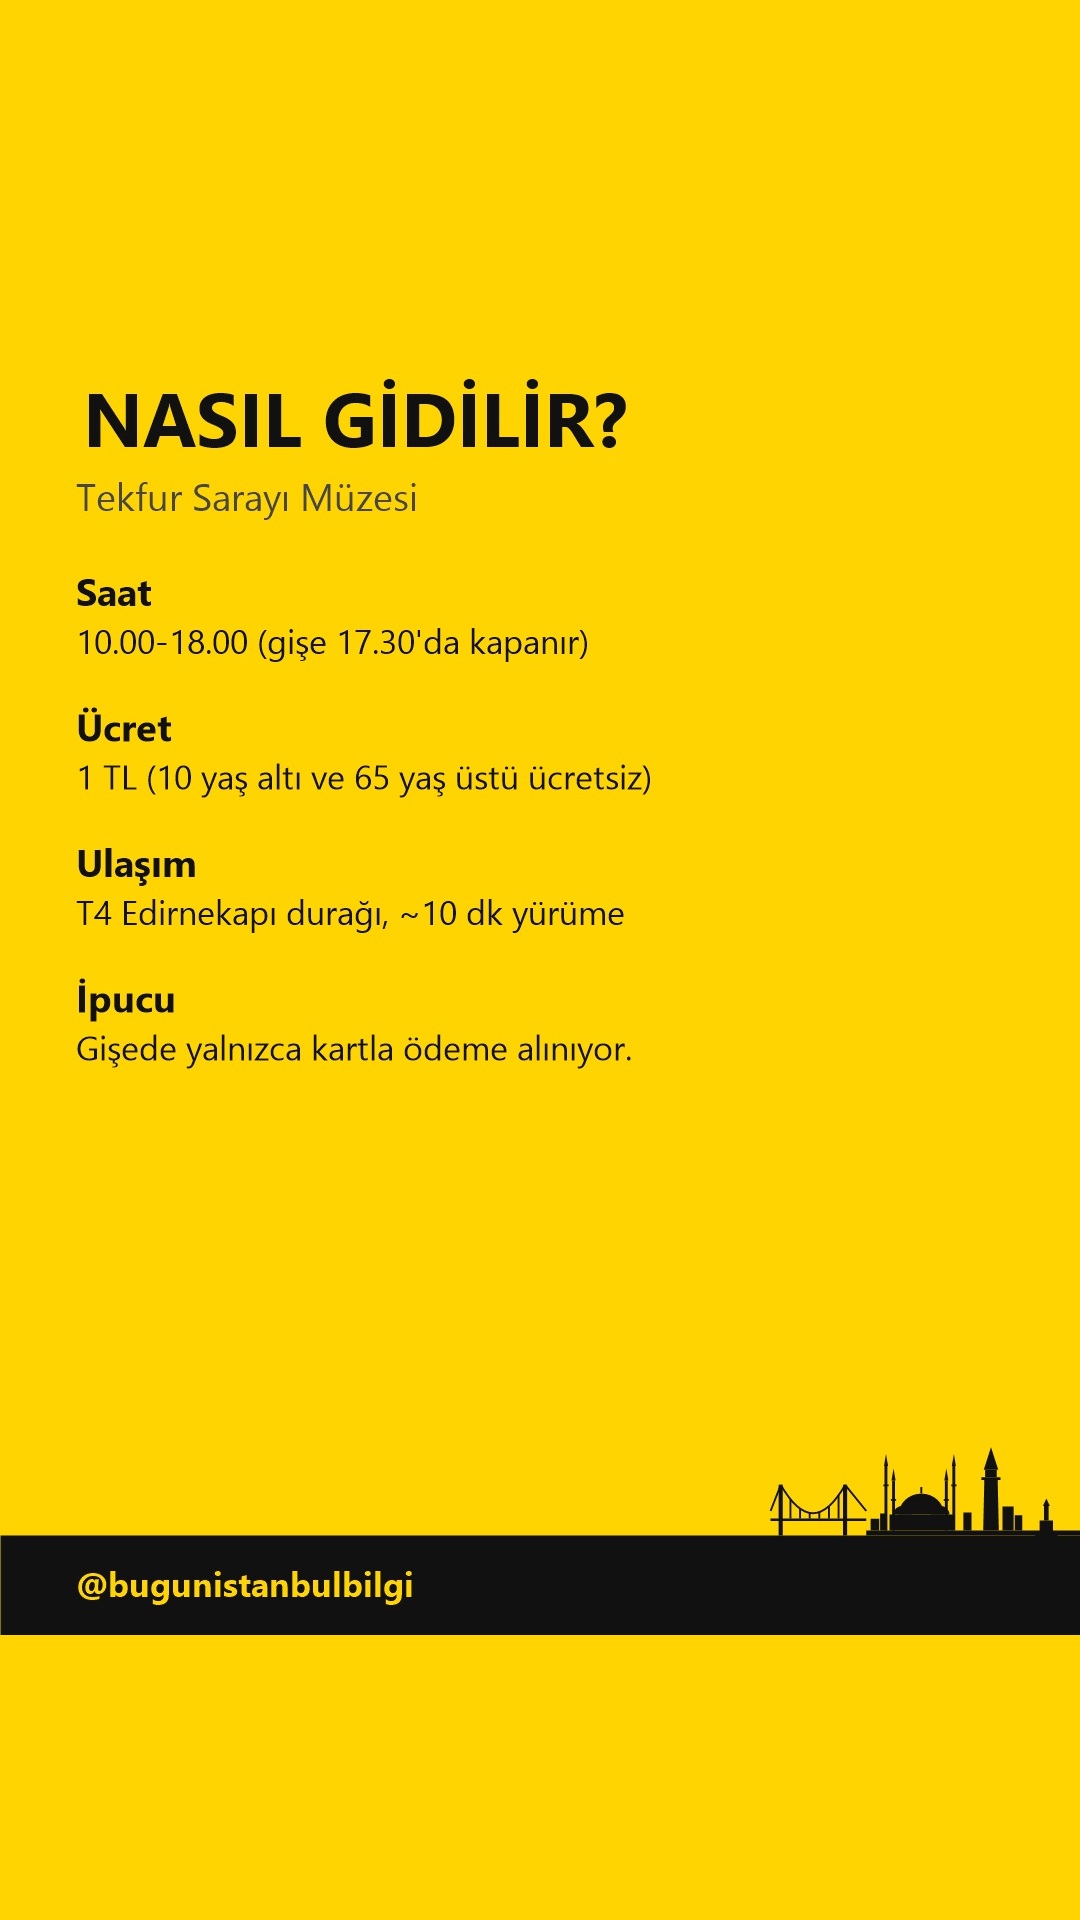 NASIL GİDİLİR?
Tekfur Sarayı Müzesi
Saat
10.00-18.00 (gişe 17.30'da kapanır)
Ücret
1 TL (10 yaş altı ve 65 yaş üstü ücretsiz)
Ulaşım
T4 Edirnekapı durağı, ~10 dk yürüme
İpucu
Gişede yalnızca kartla ödeme alınıyor.
@bugunistanbulbilgi